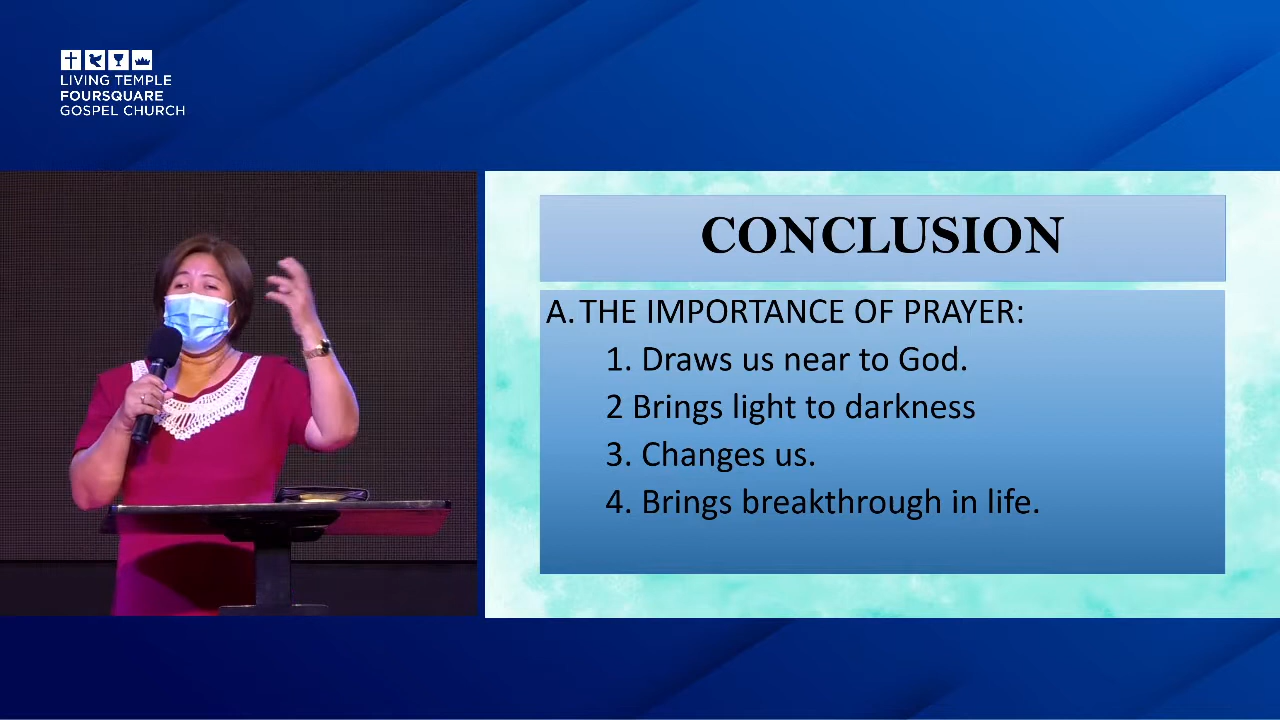 LIVING TEMPLE
FOURSQUARE
GOSPEL CHURCH
CONCLUSION
A. THE IMPORTANCE OF PRAYER:
1. Draws us near to God.
2 Brings light to darkness
3. Changes us.
4. Brings breakthrough in life.